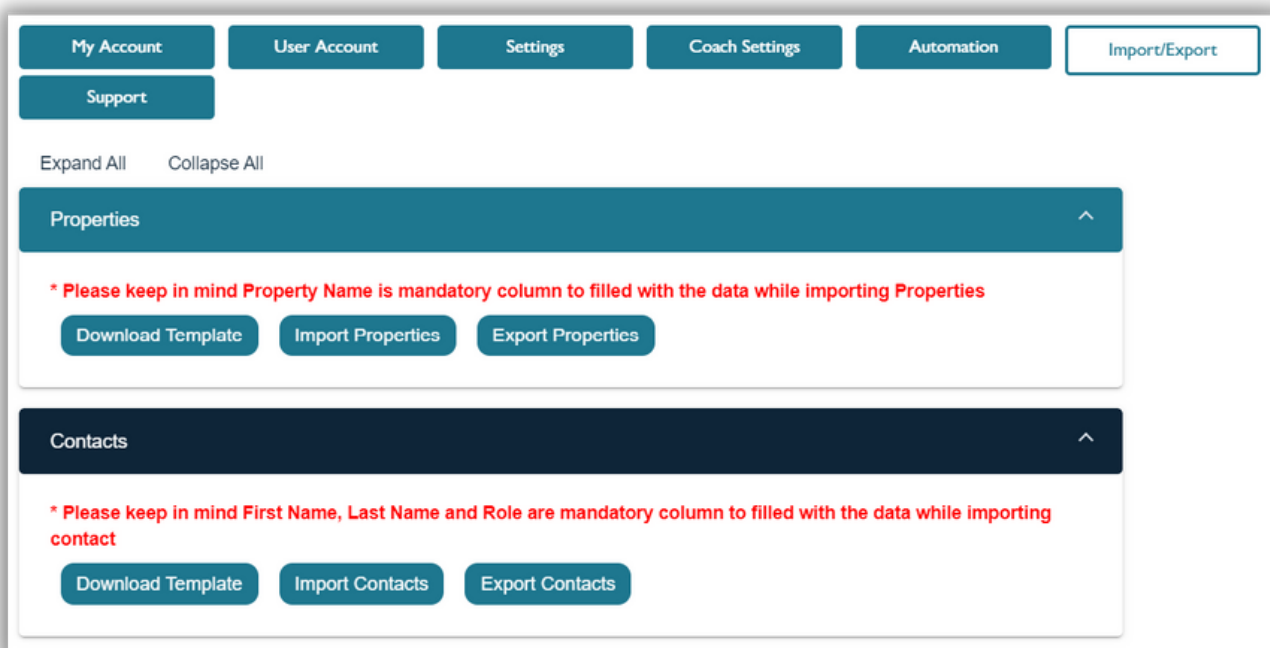 My Account User Account Settings Coach Settings Automation Import/Export
Support
Expand All Collapse All
Properties
* Please keep in mind Property Name is mandatory column to filled with the data while importing Properties
Download Template Import Properties Export Properties
Contacts
* Please keep in mind First Name, Last Name and Role are mandatory column to filled with the data while importing
contact
Download Template Import Contacts Export Contacts